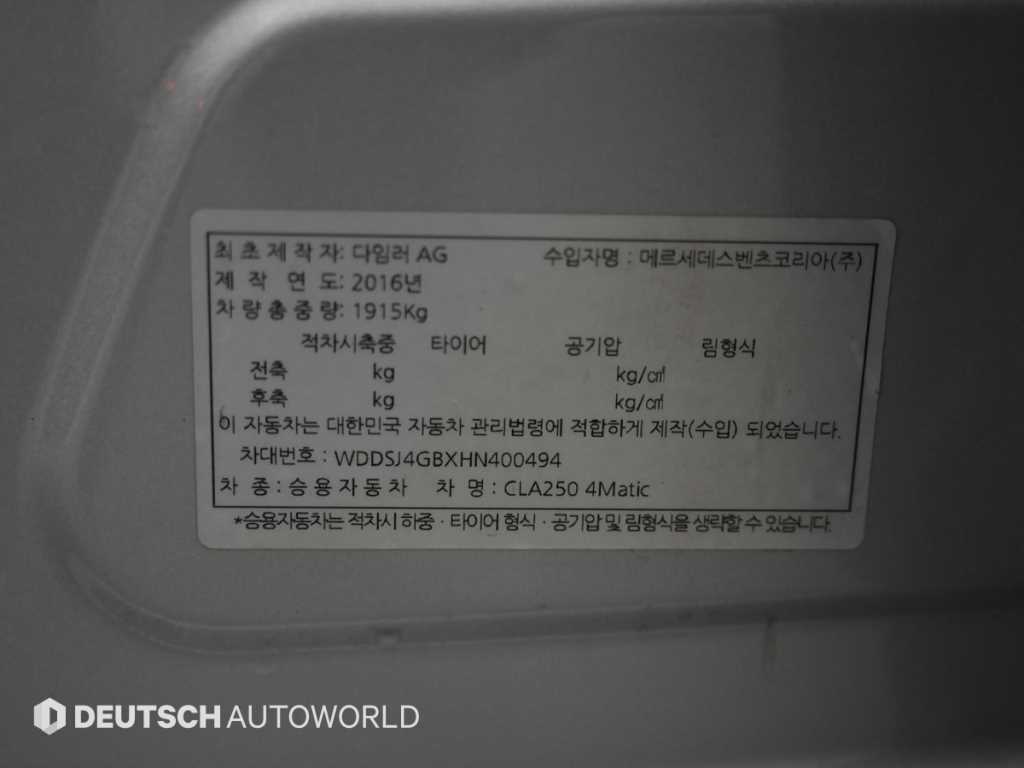 최초제작자: 다임러 AG 수입자명 : 메르세데스벤츠코리아(주)
제 작 연 도: 2016년
차량총중량: 1915Kg
적차시축중 타이어 공기압 림형식
전축 kg kg/㎠
후축 kg kg/㎠
이 자동차는 대한민국 자동차 관리법령에 적합하게 제작(수입) 되었습니다.
차대번호 : WDDSJ4GBXHN400494
차 종 : 승용자동차 차 명 : CLA250 4Matic
*승용자동차는 적차시 하중 · 타이어 형식 · 공기압 및 림형식을 생략할 수 있습니다.
DEUTSCH AUTOWORLD